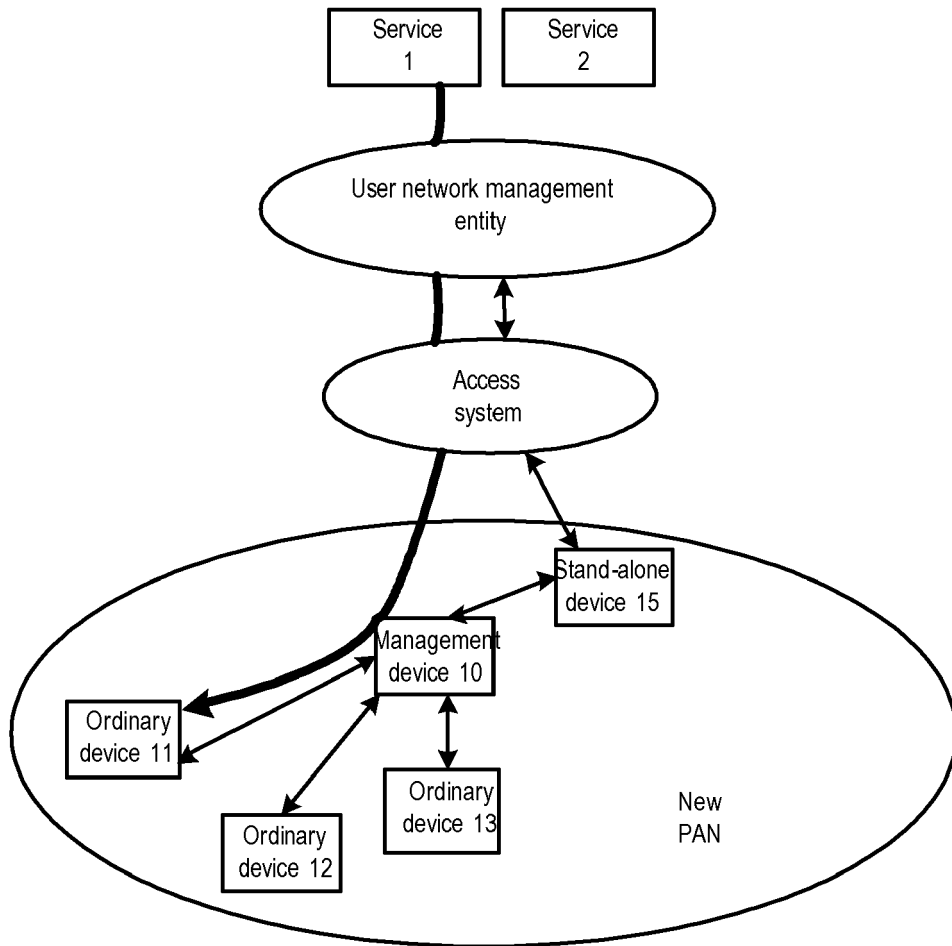 Service
1
Service
2
User network management
entity
Access
system
Stand-alone
device 15
Management
device 10
Ordinary
device 11
Ordinary
device 13
Ordinary
device 12
New
PAN